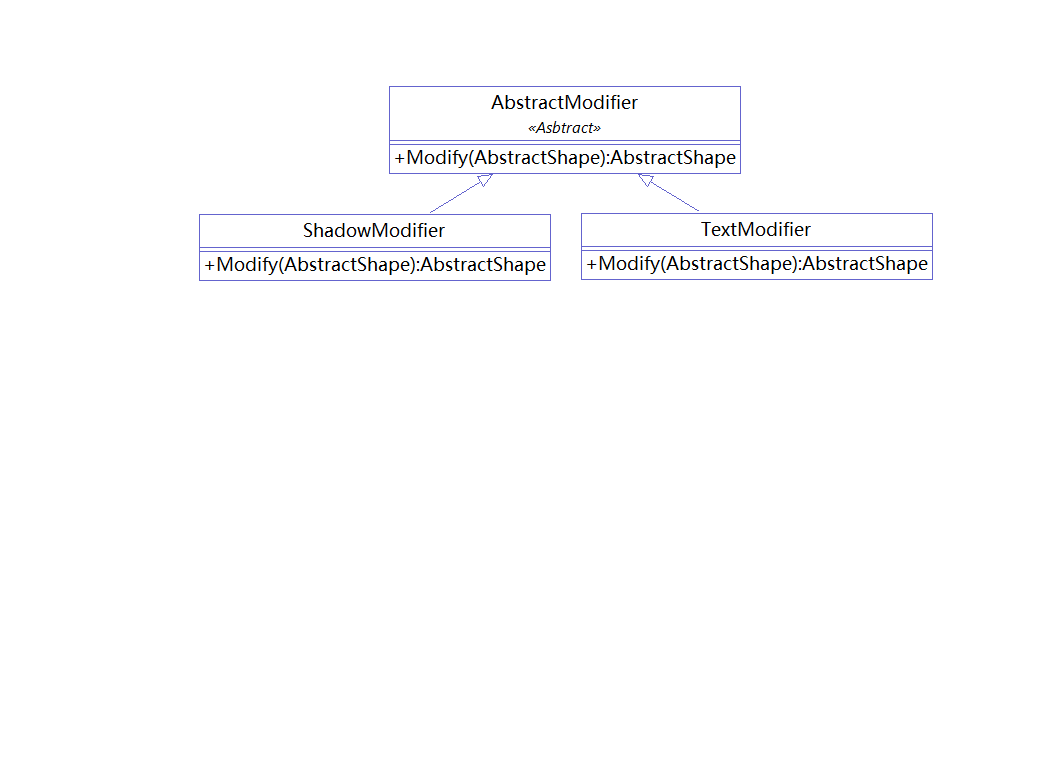 AbstractModifier
«Asbtract»
+Modify(AbstractShape):AbstractShape
ShadowModifier
+Modify(AbstractShape):AbstractShape
TextModifier
+Modify(AbstractShape):AbstractShape